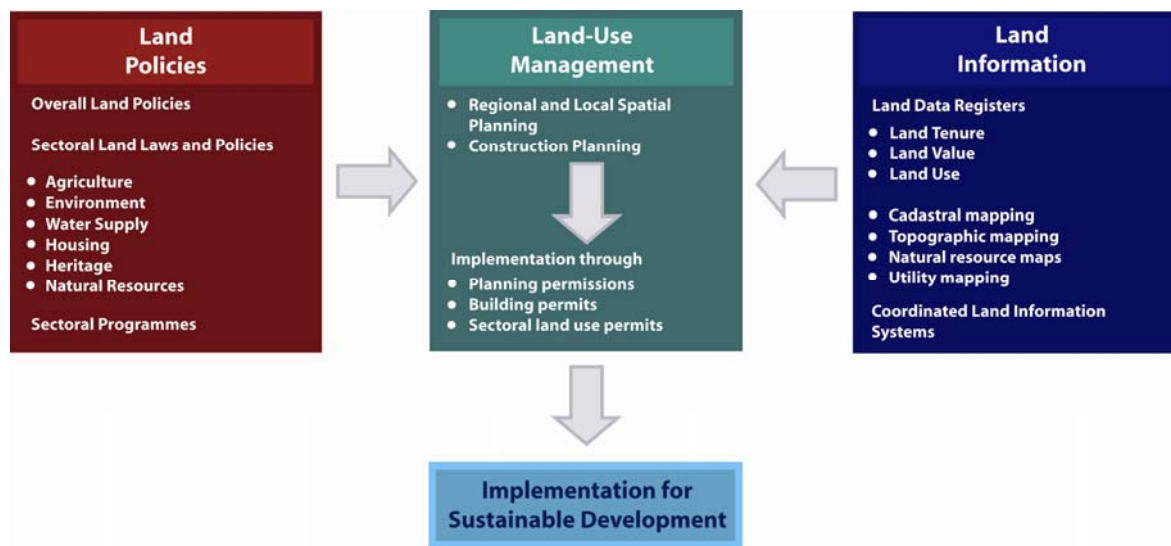 Land
Policies
Overall Land Policies
Sectoral Land Laws and Policies
• Agriculture
• Environment
• Water Supply
• Housing
• Heritage
• Natural Resources
Sectoral Programmes
Land-Use
Management
• Regional and Local Spatial
Planning
• Construction Planning
Implementation through
• Planning permissions
• Building permits
• Sectoral land use permits
Land
Information
Land Data Registers
• Land Tenure
• Land Value
• Land Use
• Cadastral mapping
• Topographic mapping
• Natural resource maps
• Utility mapping
Coordinated Land Information
Systems
Implementation for
Sustainable Development